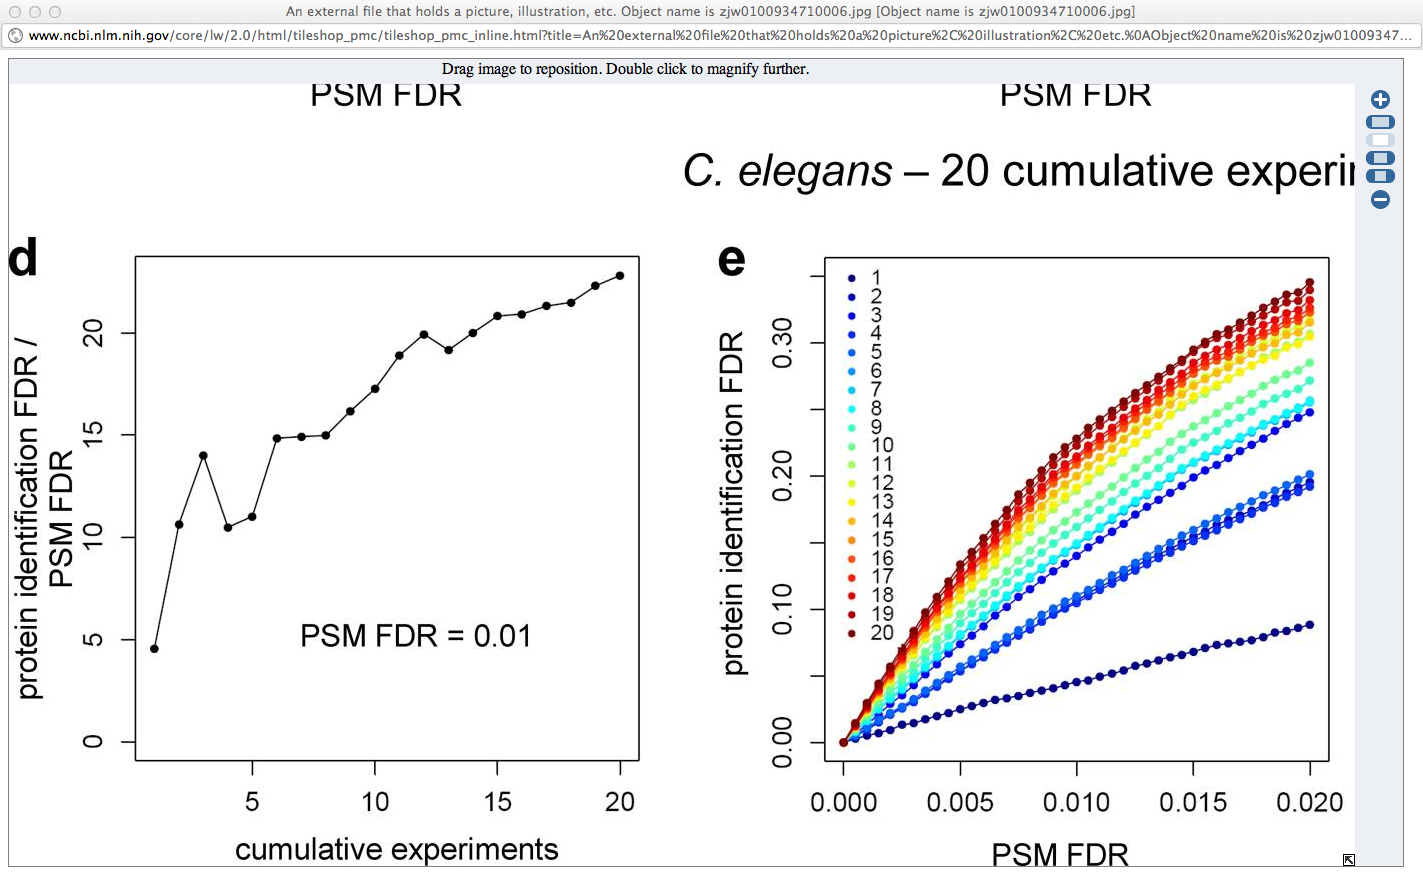 An external file that holds a picture, illustration, etc. Object name is zjw0100934710006.jpg [Object name is zjw0100934710006.jpg]
www.ncbi.nlm.nih.gov/core/lw/2.0/html/tileshop_pmc/tileshop_pmc_inline.html?title=An%20external%20file%20that%20holds%20a%20picture%2C%20illustration%2C%20etc.%0AObject%20name%20is%20zjw01009347...
Drag image to reposition. Double click to magnify further.
PSM FDR
PSM FDR
C. elegans – 20 cumulative experi
d
protein identification FDR /
PSM FDR
20
15
10
5
0
PSM FDR = 0.01
5 10 15 20
cumulative experiments
e
protein identification FDR
0.30
0.20
0.10
0.00
1
2
3
4
5
6
7
8
9
10
11
12
13
14
15
16
17
18
19
20
0.000 0.005 0.010 0.015 0.020
PSM FDR